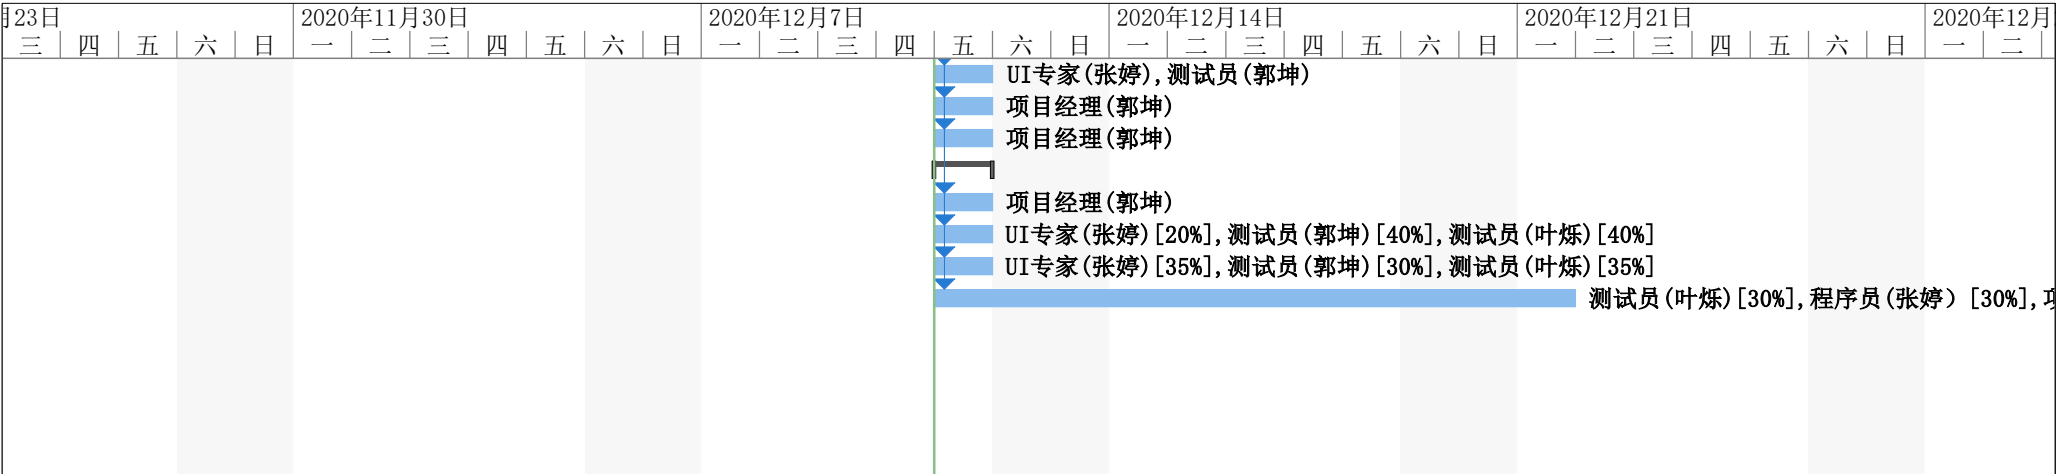 月23日 2020年11月30日 2020年12月7日 2020年12月14日 2020年12月21日 2020年12月
三 四 五 六 日 一 二 三 四 五 六 日 一 二 三 四 五 六 日 一 二 三 四 五 六 日 一 二 三 四 五 六 日 一 二
UI专家(张婷),测试员(郭坤)
项目经理(郭坤)
项目经理(郭坤)
项目经理(郭坤)
UI专家(张婷)[20%],测试员(郭坤)[40%],测试员(叶烁)[40%]
UI专家(张婷)[35%],测试员(郭坤)[30%],测试员(叶烁)[35%]
测试员(叶烁)[30%],程序员(张婷）[30%],项